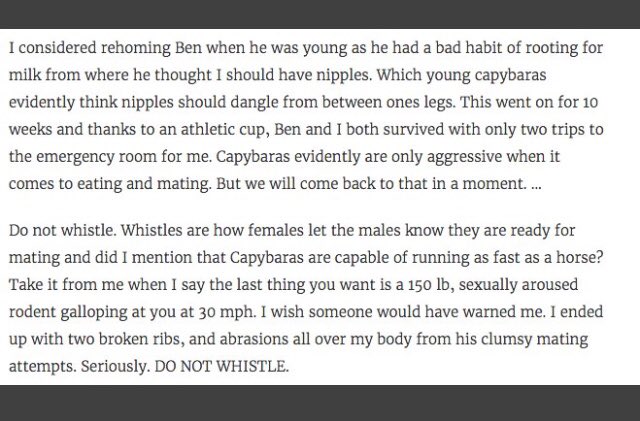 I considered rehoming Ben when he was young as he had a bad habit of rooting for
milk from where he thought I should have nipples. Which young capybaras
evidently think nipples should dangle from between ones legs. This went on for 10
weeks and thanks to an athletic cup, Ben and I both survived with only two trips to
the emergency room for me. Capybaras evidently are only aggressive when it
comes to eating and mating. But we will come back to that in a moment. ...
Do not whistle. Whistles are how females let the males know they are ready for
mating and did I mention that Capybaras are capable of running as fast as a horse?
Take it from me when I say the last thing you want is a 150 lb, sexually aroused
rodent galloping at you at 30 mph. I wish someone would have warned me. I ended
up with two broken ribs, and abrasions all over my body from his clumsy mating
attempts. Seriously. DO NOT WHISTLE.